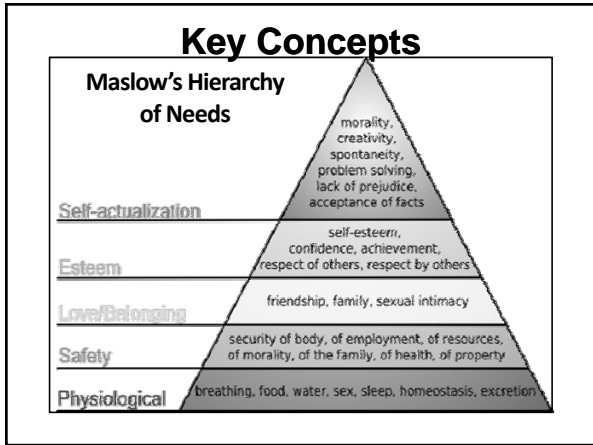 Key Concepts
Maslow's Hierarchy
of Needs
morality,
creativity,
spontaneity,
problem solving,
lack of prejudice,
acceptance of facts
Self-actualization
self-esteem,
confidence, achievement,
respect of others, respect by others
Esteem
friendship, family, sexual intimacy
Love/Belonging
security of body, of employment, of resources,
of morality, of the family, of health, of property
Safety
breathing, food, water, sex, sleep, homeostasis, excretion
Physiological